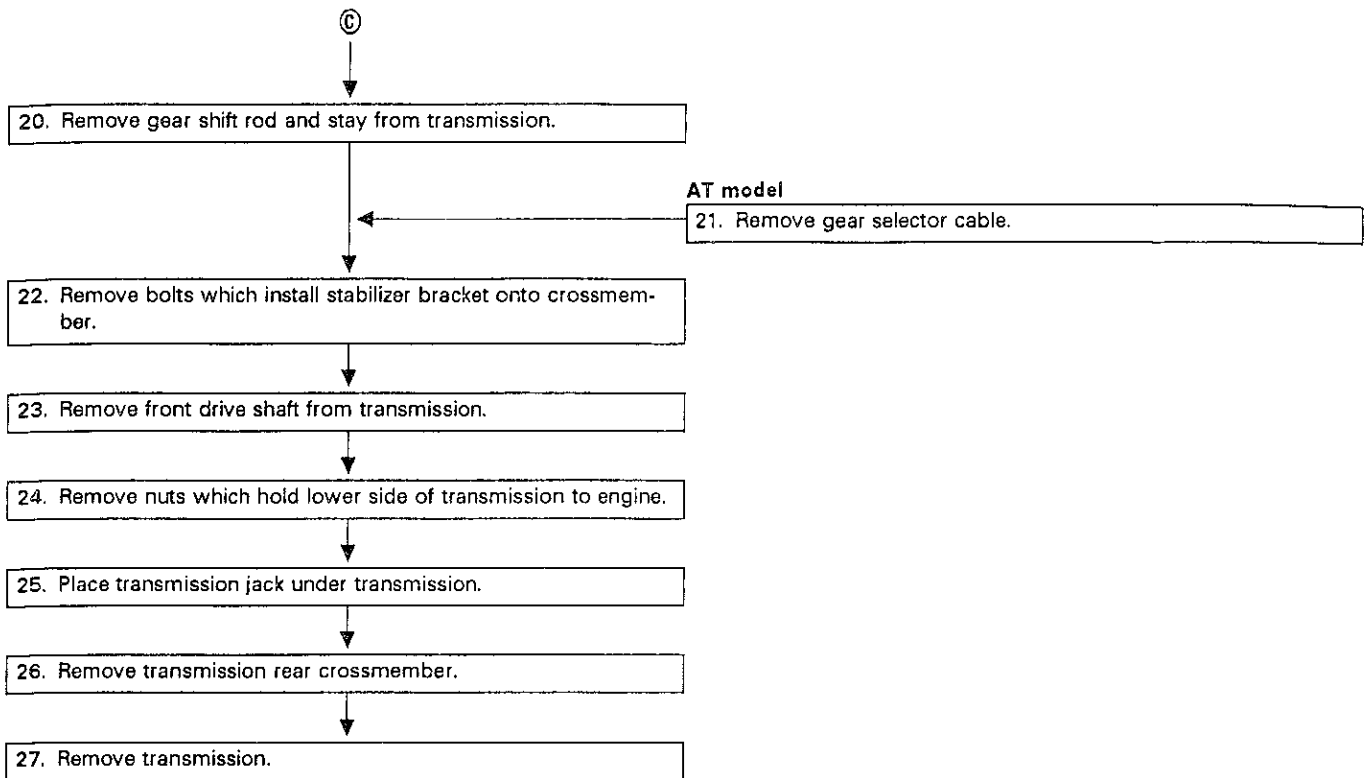 Ⓒ
20. Remove gear shift rod and stay from transmission.
AT model
21. Remove gear selector cable.
22. Remove bolts which install stabilizer bracket onto crossmem-
ber.
23. Remove front drive shaft from transmission.
24. Remove nuts which hold lower side of transmission to engine.
25. Place transmission jack under transmission.
26. Remove transmission rear crossmember.
27. Remove transmission.